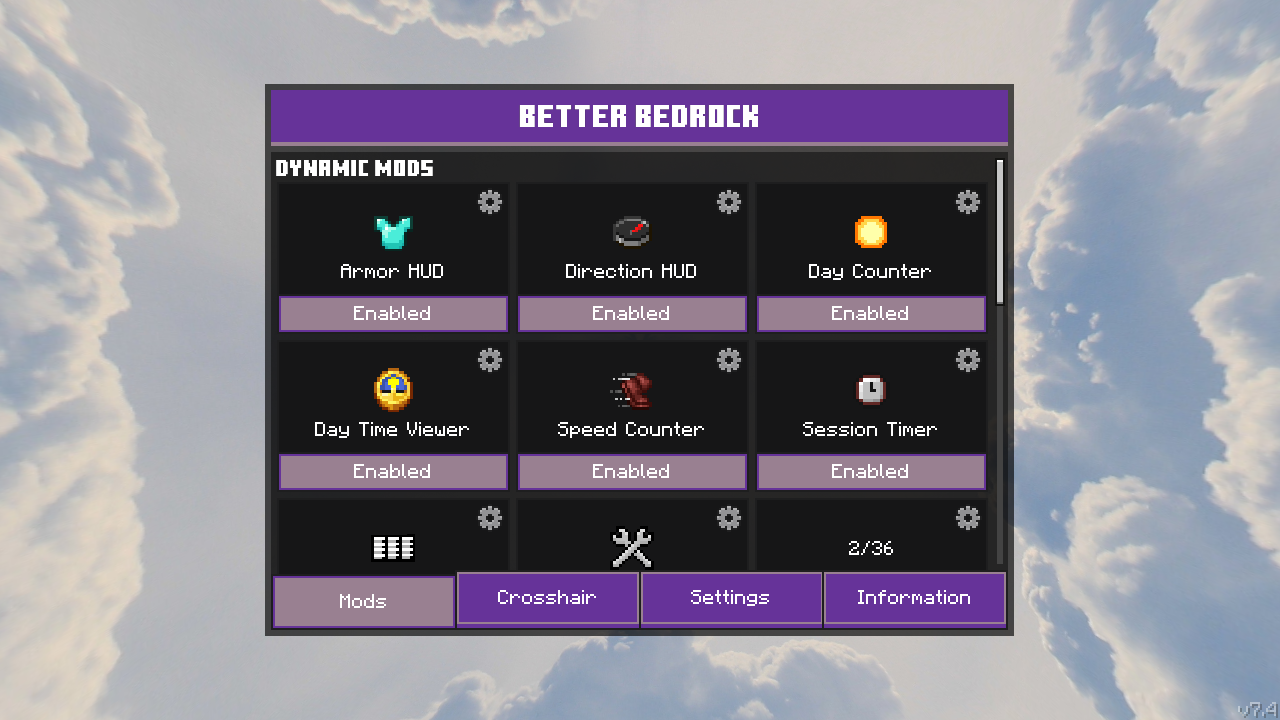 BETTER BEDROCK
DYNAMIC MODS
Armor HUD
Direction HUD
Day Counter
Enabled
Enabled
Enabled
Day Time Viewer
Speed Counter
Session Timer
Enabled
Enabled
Enabled
2/36
Mods
Crosshair
Settings
Information
v7.4